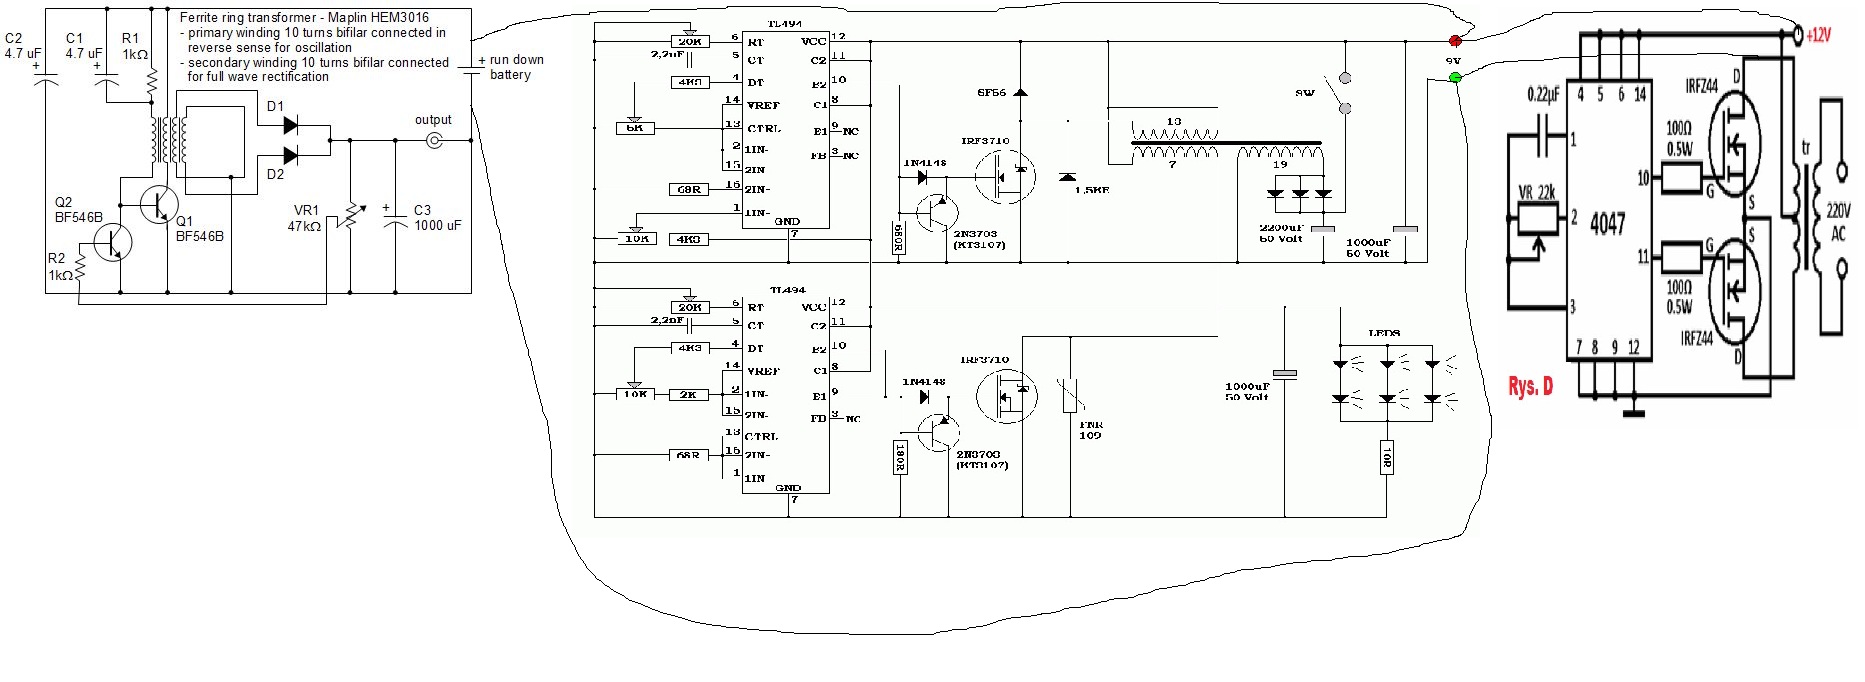 Ferrite ring transformer - Maplin HEM3016
- primary winding 10 turns bifilar connected in
reverse sense for oscillation
- secondary winding 10 turns bifilar connected
for full wave rectification
C2
4.7 uF
+
C1
4.7 uF
+
R1
1kΩ
+ run down
battery
D1
D2
output
Q2
BF546B
Q1
BF546B
R2
1kΩ
VR1
47kΩ
+
C3
1000 uF
TL494
20K
6
RT
VCC
12
2,2nF
5
CT
C2
11
4K3
4
DT
E2
10
14
VREF
C1
8
6K
13
CTRL
E1
9
NC
2
1IN-
FB
3
NC
15
2IN
68R
16
2IN-
1
1IN-
GND
7
10K
4K3
SF56
IRF3710
1N4148
680R
2N3703
(KT3107)
1,5KE
13
7
19
SW
2200uF
50 Volt
1000uF
50 Volt
9V
TL494
20K
6
RT
VCC
12
2,2nF
5
CT
C2
11
4K3
4
DT
E2
10
14
VREF
C1
8
10K
2K
2
1IN-
E1
9
15
2IN-
3
NC
13
CTRL
68R
16
2IN-
1
1IN
GND
7
IRF3710
1N4148
180R
2N3703
(KT3107)
FNR
1000uF
50 Volt
LEDS
10R
+12V
4
5
6
14
0.22µF
1
VR 22k
2
4047
3
10
11
7
8
9
12
100Ω
0.5W
100Ω
0.5W
IRFZ44
D
G
S
S
G
D
IRFZ44
tr
220V
AC
Rys. D